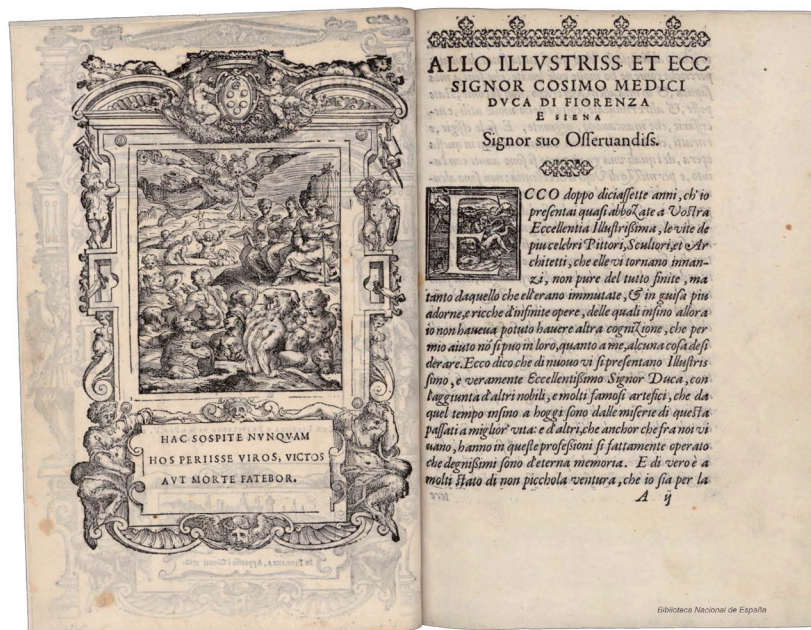 HAC SOSPITE NVNQVAM
HOS PERIISSE VIROS, VICTOS
AVT MORTE FATEBOR.
ALLO ILLVSTRISS. ET ECC
SIGNOR COSIMO MEDICI
DVCA DI FIORENZA
E SIENA
Signor suo Osseruandiss.
ECCO doppo diciassette anni, ch'io
presentai quasi abbozate a Vostra
Eccellentia Illustrißima, le vite de
piu celebri Pittori, Scultori, et Ar-
chitetti, che elle vi tornano innan-
zi, non pure del tutto finite, ma
tanto da quello che ell'erano immutate, & in guisa piu
adorne, e ricche d'infinite opere, delle quali insino allora
io non haueua potuto hauere altra cognizione, che per
mio aiuto nō si puo in loro, quanto a me, alcuna cosa desi
derare. Ecco dico che di nuouo vi si presentano Illustris
simo, e veramente Eccellentißimo Signor Duca, con
l'aggiunta d'altri nobili, e molti famosi artefici, che da
quel tempo insino a hoggi sono dalle miserie di questa
passati a miglior' vita: e d'altri, che anchor che fra noi vi
uano, hanno in queste profeßioni si fattamente operato
che degnißimi sono d'eterna memoria. E di vero è a
molti stato di non picchola ventura, che io sia per la
A ij
Biblioteca Nacional de España